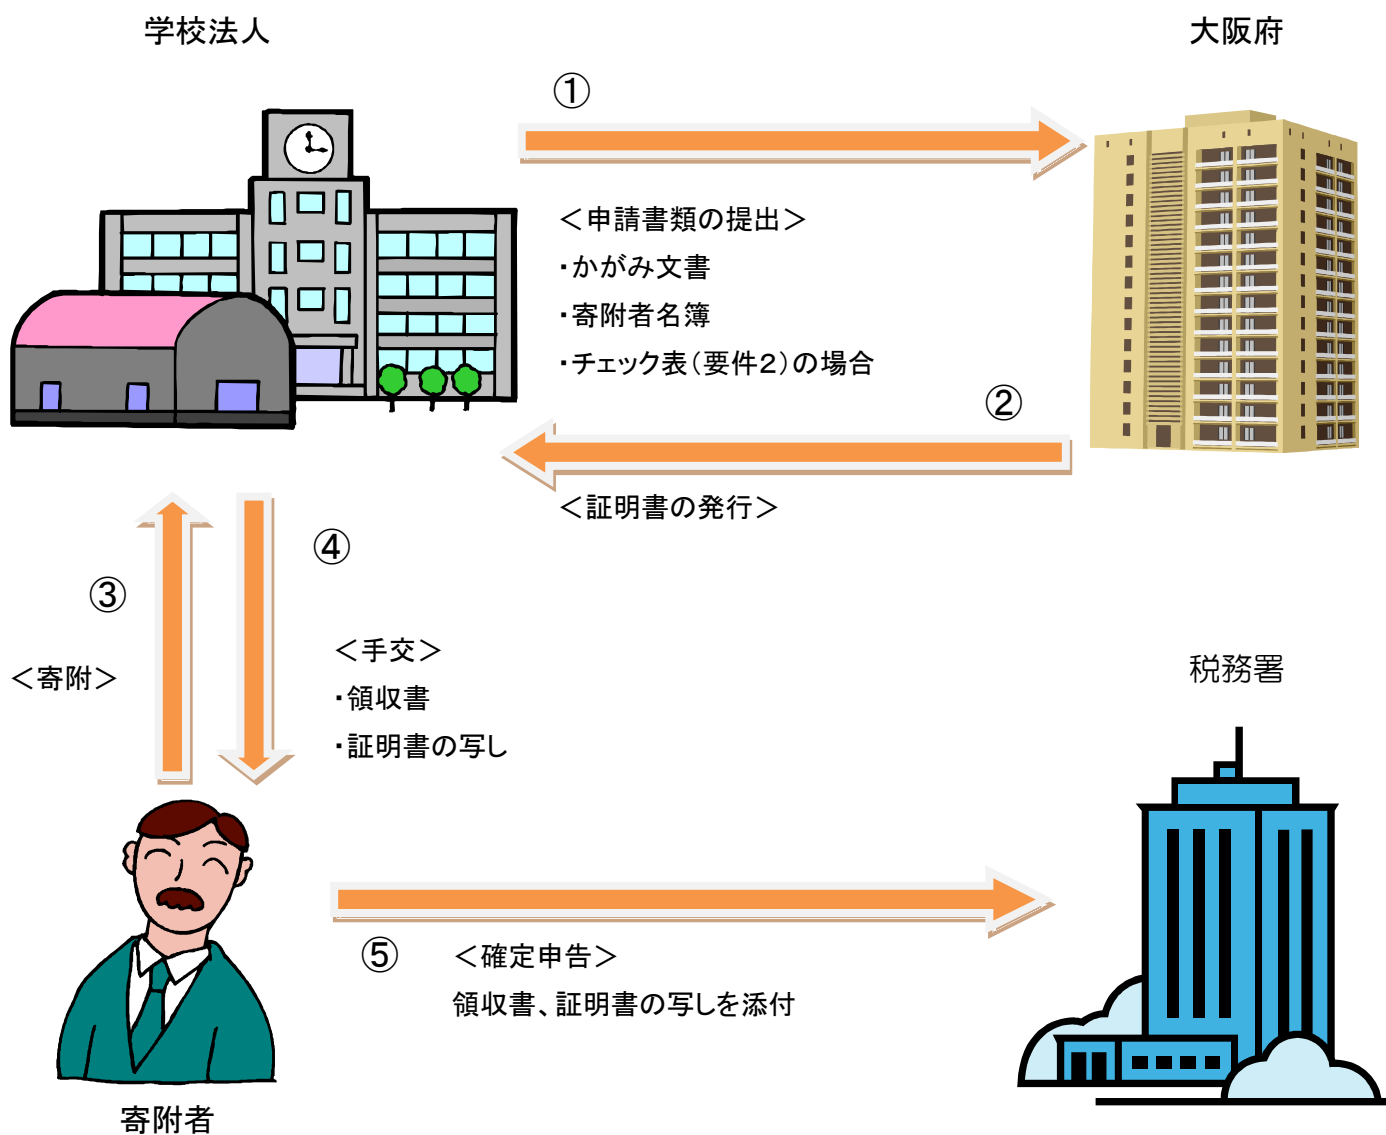 学校法人
大阪府
①
＜申請書類の提出＞
・かがみ文書
・寄附者名簿
・チェック表（要件２）の場合
②
＜証明書の発行＞
③
＜寄附＞
④
＜手交＞
・領収書
・証明書の写し
税務署
⑤
＜確定申告＞
領収書、証明書の写しを添付
寄附者